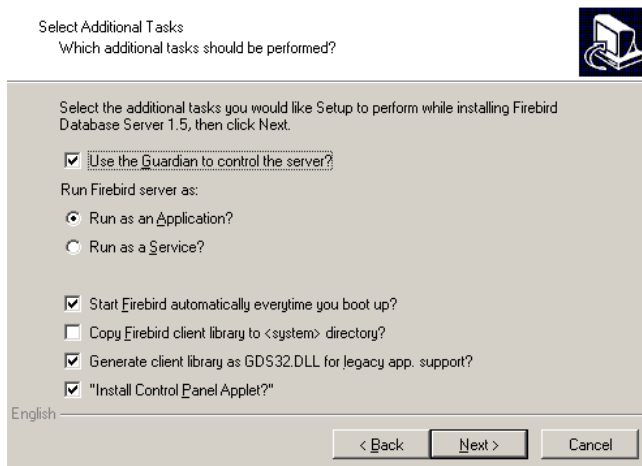 Select Additional Tasks
Which additional tasks should be performed?
Select the additional tasks you would like Setup to perform while installing Firebird
Database Server 1.5, then click Next.
Use the Guardian to control the server?
Run Firebird server as:
Run as an Application?
Run as a Service?
Start Firebird automatically everytime you boot up?
Copy Firebird client library to <system> directory?
Generate client library as GDS32.DLL for legacy app. support?
"Install Control Panel Applet?"
English
< Back
Next >
Cancel